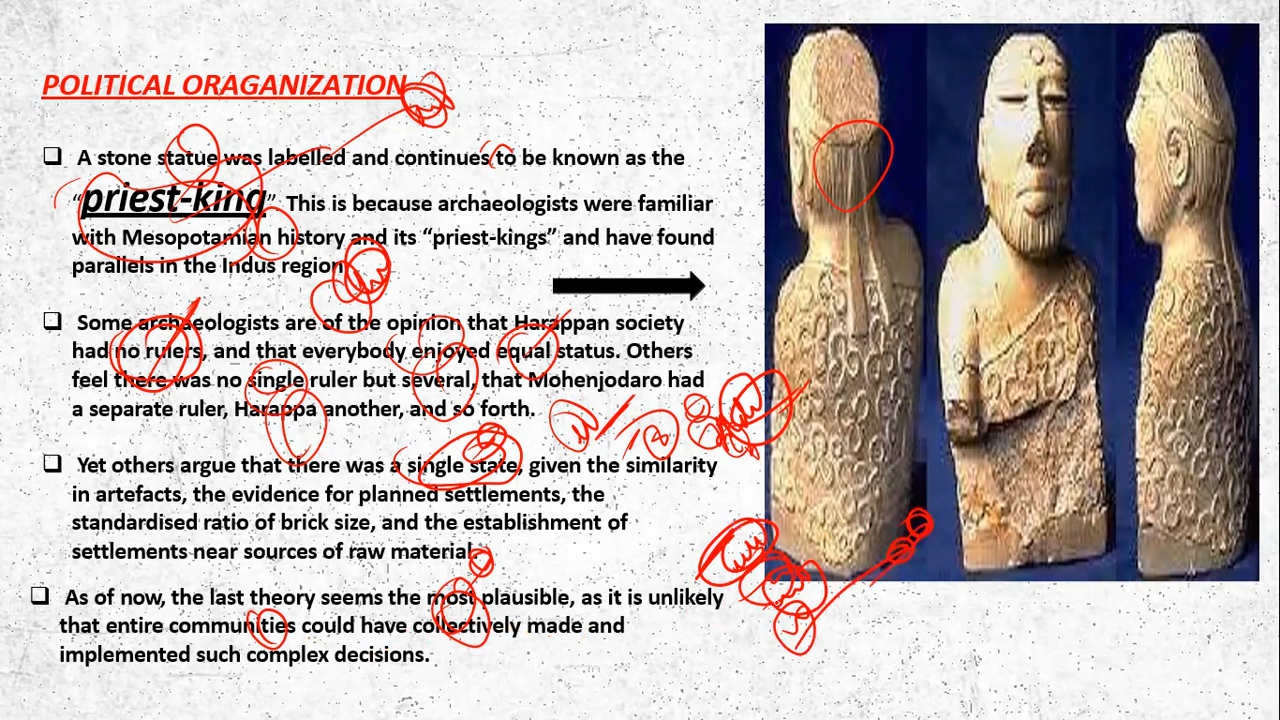 POLITICAL ORAGANIZATION
❑ A stone statue was labelled and continues to be known as the
“priest-king”. This is because archaeologists were familiar
with Mesopotamian history and its “priest-kings” and have found
parallels in the Indus region.
❑ Some archaeologists are of the opinion that Harappan society
had no rulers, and that everybody enjoyed equal status. Others
feel there was no single ruler but several, that Mohenjodaro had
a separate ruler, Harappa another, and so forth.
❑ Yet others argue that there was a single state, given the similarity
in artefacts, the evidence for planned settlements, the
standardised ratio of brick size, and the establishment of
settlements near sources of raw material.
❑ As of now, the last theory seems the most plausible, as it is unlikely
that entire communities could have collectively made and
implemented such complex decisions.